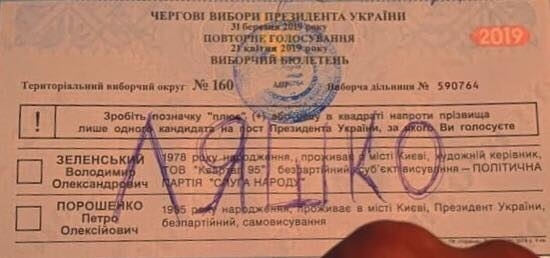 ЧЕРГОВІ ВИБОРИ ПРЕЗИДЕНТА УКРАЇНИ
31 березня 2019 року
ПОВТОРНЕ ГОЛОСУВАННЯ
21 квітня 2019 року
ВИБОРЧИЙ БЮЛЕТЕНЬ
2019
Територіальний виборчий округ № 160 Виборча дільниця № 590764
! Зробіть позначку "плюс" (+) або у в квадраті напроти прізвища
лише одного кандидата на пост Президента України, за якого Ви голосуєте
ЛЯШКО
ЗЕЛЕНСЬКИЙ
Володимир
Олександрович
1978 року народження, проживає в місті Києві, художній керівник,
ТОВ "Квартал 95" безпартійний, суб'єкт висування – ПОЛІТИЧНА
ПАРТІЯ "СЛУГА НАРОДУ"
ПОРОШЕНКО
Петро
Олексійович
1965 року народження, проживає в місті Києві, Президент України,
безпартійний, самовисування